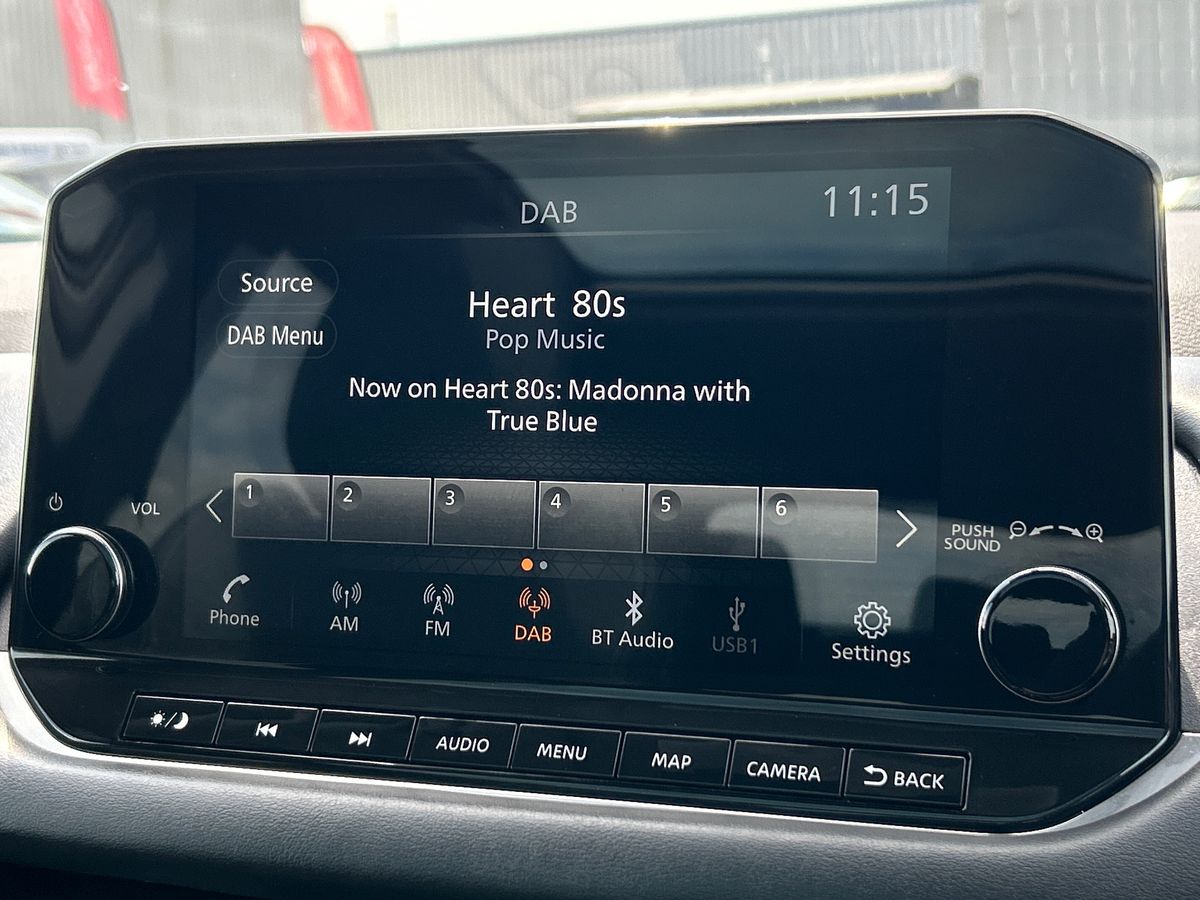 DAB
11:15
Source
DAB Menu
Heart 80s
Pop Music
Now on Heart 80s: Madonna with
True Blue
VOL
1 2 3 4 5 6
PUSH
SOUND
Phone AM FM DAB BT Audio USB1 Settings
AUDIO MENU MAP CAMERA BACK